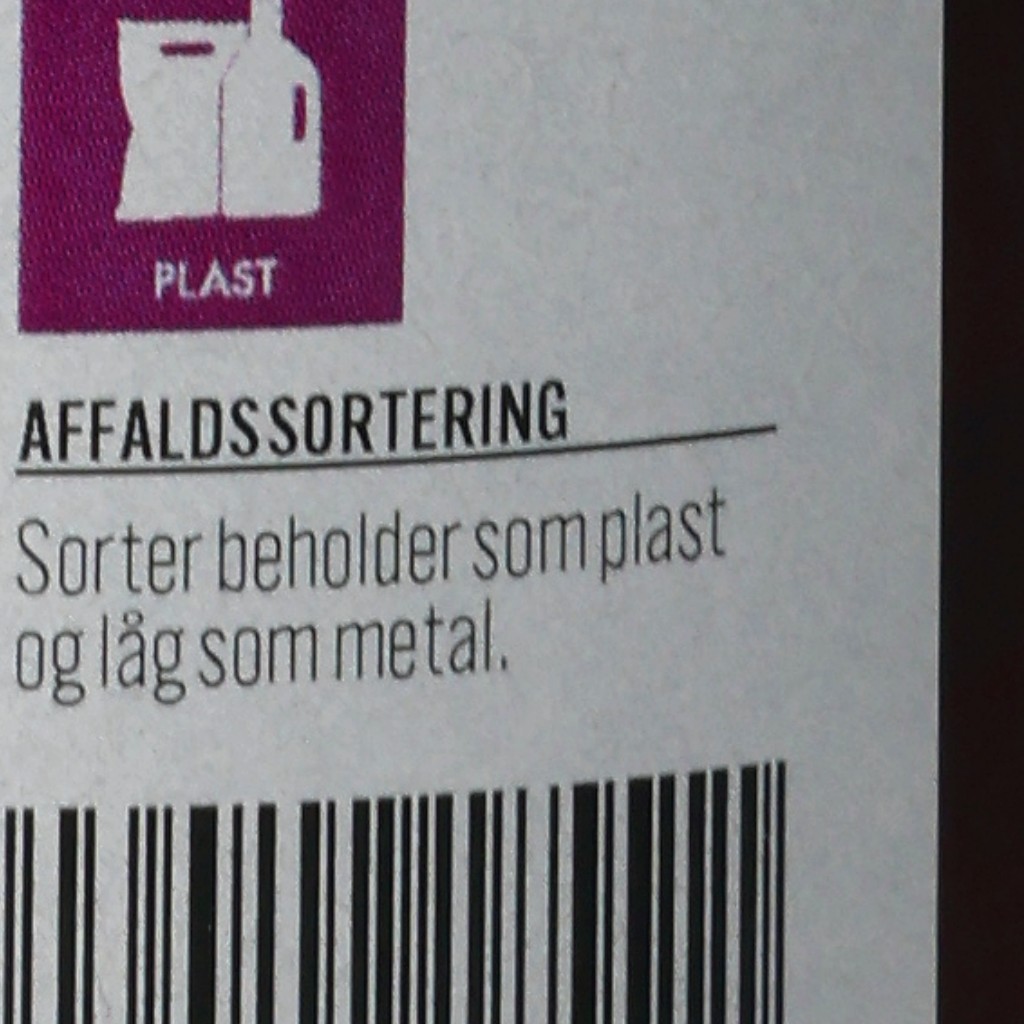 PLAST
AFFALDSSORTERING
Sorter beholder som plast
og låg som metal.